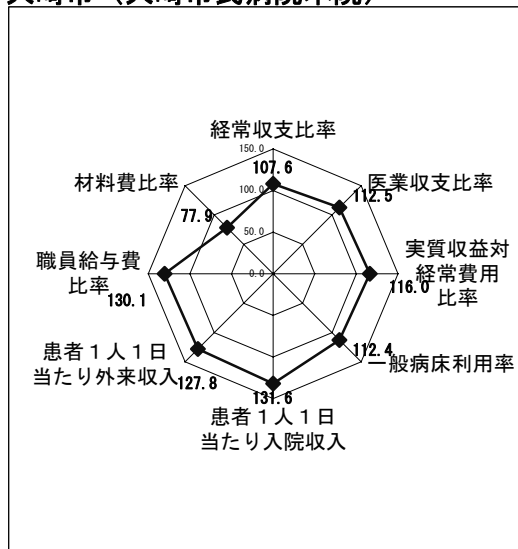 経常収支比率
150.0
107.6
100.0
50.0
0.0
医業収支比率
112.5
実質収益対
経常費用
比率
116.0
112.4
一般病床利用率
131.6
患者１人１日
当たり入院収入
患者１人１日
当たり外来収入
127.8
職員給与費
比率
130.1
材料費比率
77.9